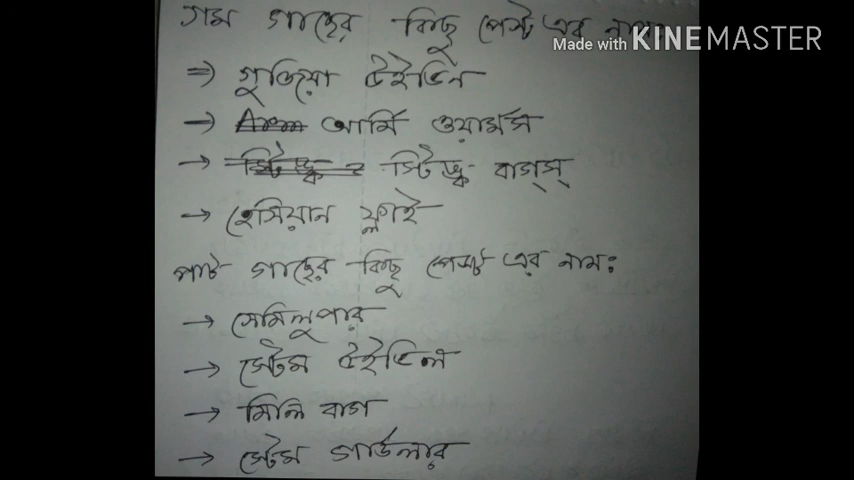 গম গাছের কিছু পেস্ট এর নাম
Made with KINEMASTER
⇒ গুজিয়া উইভিল
→ আর্মি ওয়ার্মস
→ স্টিঙ্ক বাগস্
→ হেসিয়ান ফ্লাই
পাট গাছের কিছু পেস্ট এর নাম:
→ সেমিলুপার
→ স্টেম উইভিল
→ মিলি বাগ
→ স্টেম গার্ডলার